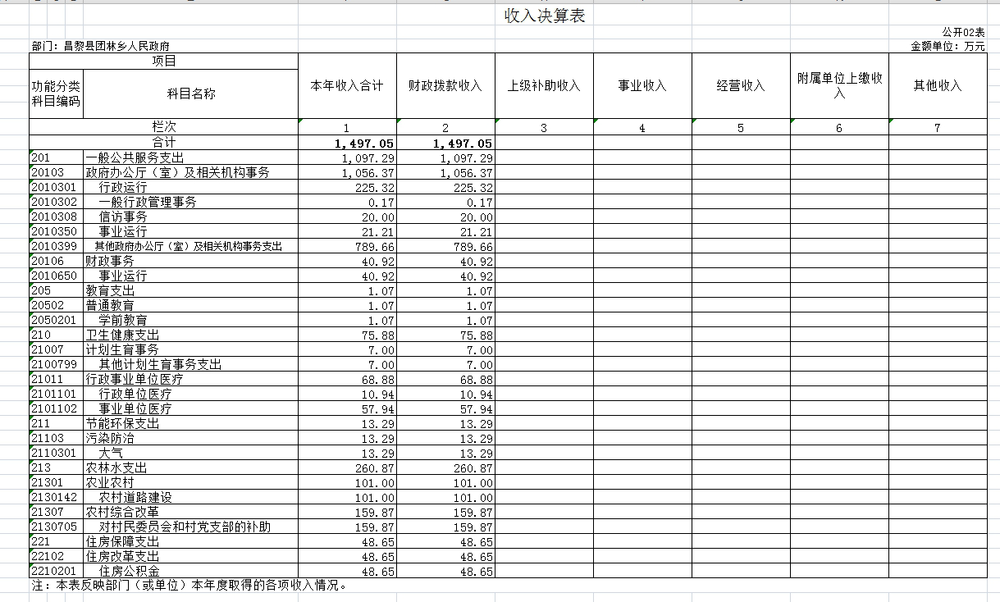 收入决算表
公开02表
部门：昌黎县团林乡人民政府 金额单位：万元
项目 本年收入合计 财政拨款收入 上级补助收入 事业收入 经营收入 附属单位上缴收入 其他收入
功能分类科目编码 科目名称
栏次 1 2 3 4 5 6 7
合计 1,497.05 1,497.05
201 一般公共服务支出 1,097.29 1,097.29
20103 政府办公厅（室）及相关机构事务 1,056.37 1,056.37
2010301 行政运行 225.32 225.32
2010302 一般行政管理事务 0.17 0.17
2010308 信访事务 20.00 20.00
2010350 事业运行 21.21 21.21
2010399 其他政府办公厅（室）及相关机构事务支出 789.66 789.66
20106 财政事务 40.92 40.92
2010650 事业运行 40.92 40.92
205 教育支出 1.07 1.07
20502 普通教育 1.07 1.07
2050201 学前教育 1.07 1.07
210 卫生健康支出 75.88 75.88
21007 计划生育事务 7.00 7.00
2100799 其他计划生育事务支出 7.00 7.00
21011 行政事业单位医疗 68.88 68.88
2101101 行政单位医疗 10.94 10.94
2101102 事业单位医疗 57.94 57.94
211 节能环保支出 13.29 13.29
21103 污染防治 13.29 13.29
2110301 大气 13.29 13.29
213 农林水支出 260.87 260.87
21301 农业农村 101.00 101.00
2130142 农村道路建设 101.00 101.00
21307 农村综合改革 159.87 159.87
2130705 对村民委员会和村党支部的补助 159.87 159.87
221 住房保障支出 48.65 48.65
22102 住房改革支出 48.65 48.65
2210201 住房公积金 48.65 48.65
注：本表反映部门（或单位）本年度取得的各项收入情况。